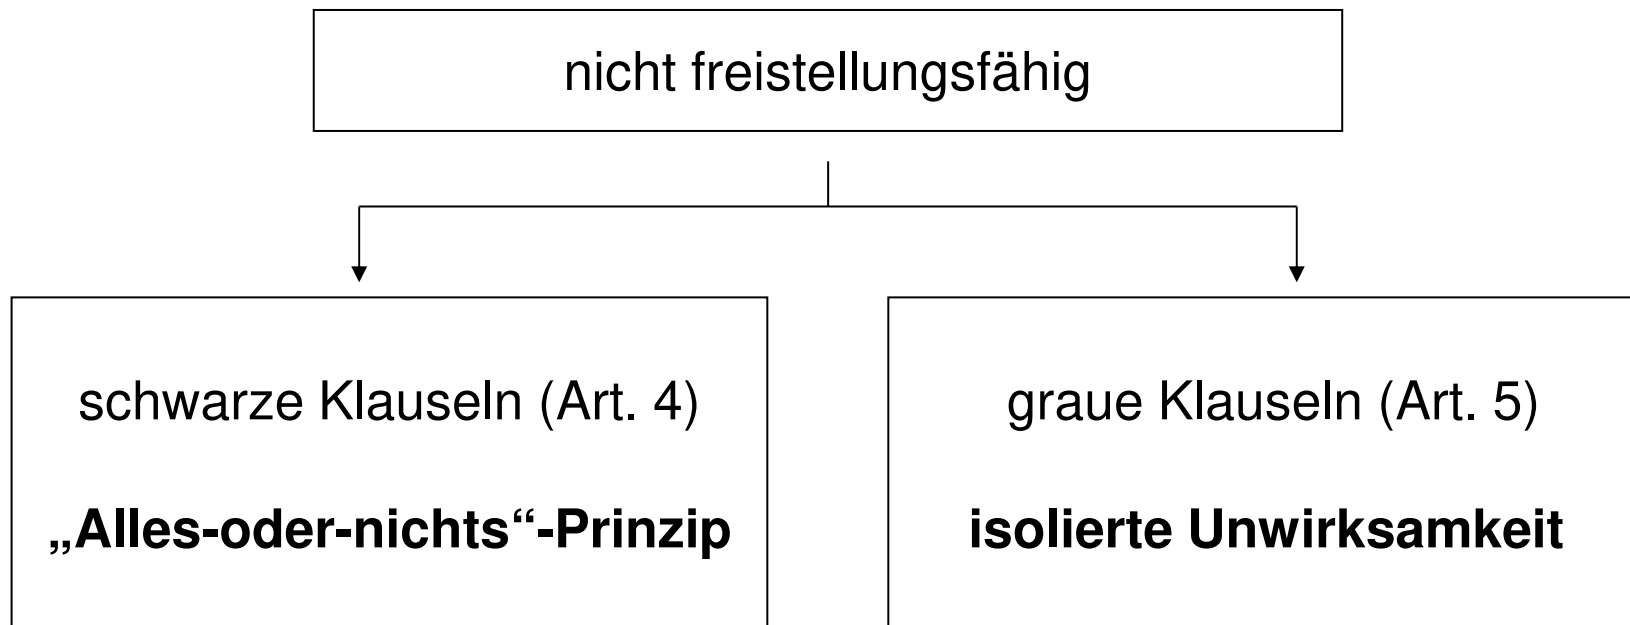 nicht freistellungsfähig
schwarze Klauseln (Art. 4)
„Alles-oder-nichts“-Prinzip
graue Klauseln (Art. 5)
isolierte Unwirksamkeit